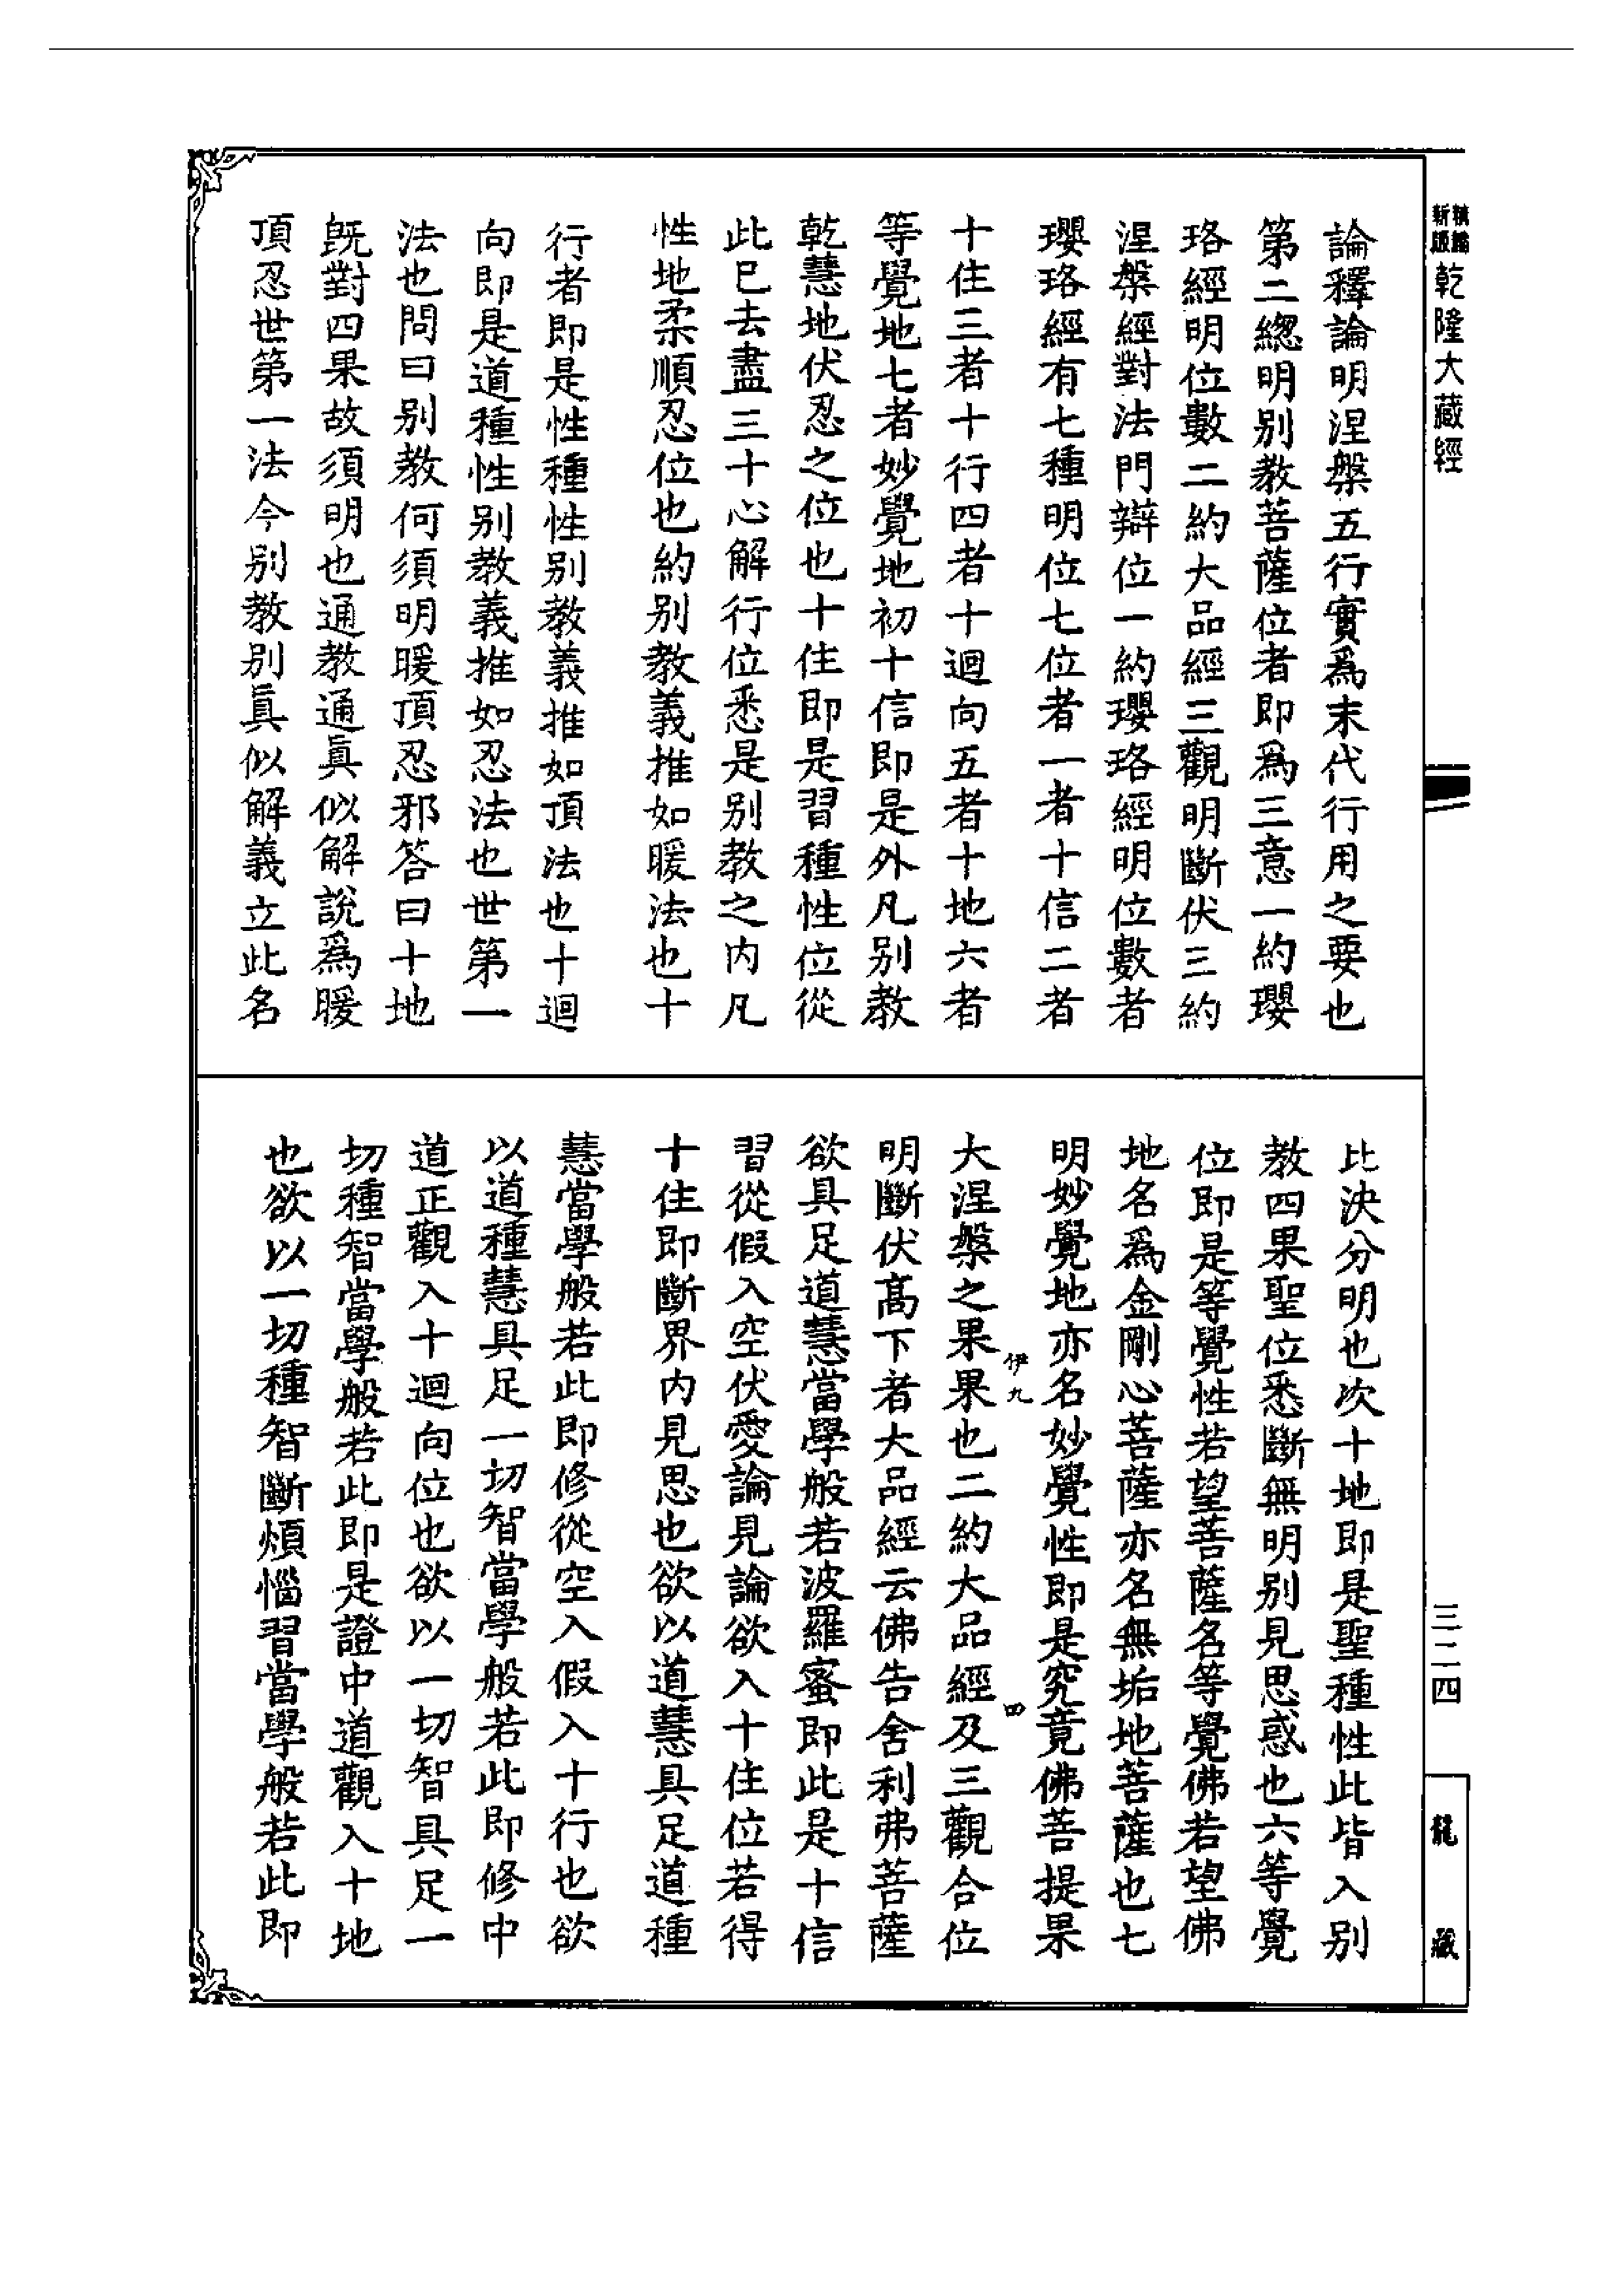 新編縮版 乾隆大藏經
三二四
龍藏
論釋論明涅槃五行實爲末代行用之要也
第二總明别教菩薩位者即爲三意一約瓔
珞經明位數二約大品經三觀明斷伏三約
涅槃經對法門辯位一約瓔珞經明位數者
瓔珞經有七種明位七位者一者十信二者
十住三者十行四者十迴向五者十地六者
等覺地七者妙覺地初十信即是外凡别教
乾慧地伏忍之位也十住即是習種性位從
此已去盡三十心解行位悉是别教之内凡
性地柔順忍位也約别教義推如暖法也十
行者即是性種性别教義推如頂法也十迴
向即是道種性别教義推如忍法也世第一
法也問曰别教何須明暖頂忍邪答曰十地
旣對四果故須明也通教通眞似解說爲暖
頂忍世第一法今别教别眞似解義立此名
比決分明也次十地即是聖種性此皆入别
教四果聖位悉斷無明别見思惑也六等覺
位即是等覺性若望菩薩名等覺佛若望佛
地名爲金剛心菩薩亦名無垢地菩薩也七
明妙覺地亦名妙覺性即是究竟佛菩提果
伊九 四
大涅槃之果果也二約大品經及三觀合位
明斷伏髙下者大品經云佛告舍利弗菩薩
欲具足道慧當學般若波羅蜜即此是十信
習從假入空伏愛論見論欲入十住位若得
十住即斷界内見思也欲以道慧具足道種
慧當學般若此即修從空入假入十行也欲
以道種慧具足一切智當學般若此即修中
道正觀入十迴向位也欲以一切智具足一
切種智當學般若此即是證中道觀入十地
也欲以一切種智斷煩惱習當學般若此即